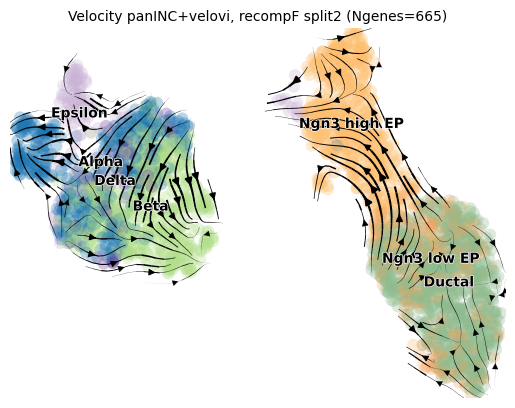 Velocity panINC+velovi, recompF split2 (Ngenes=665)
Epsilon
Ngn3 high EP
Alpha
Delta
Beta
Ngn3 low EP
Ductal